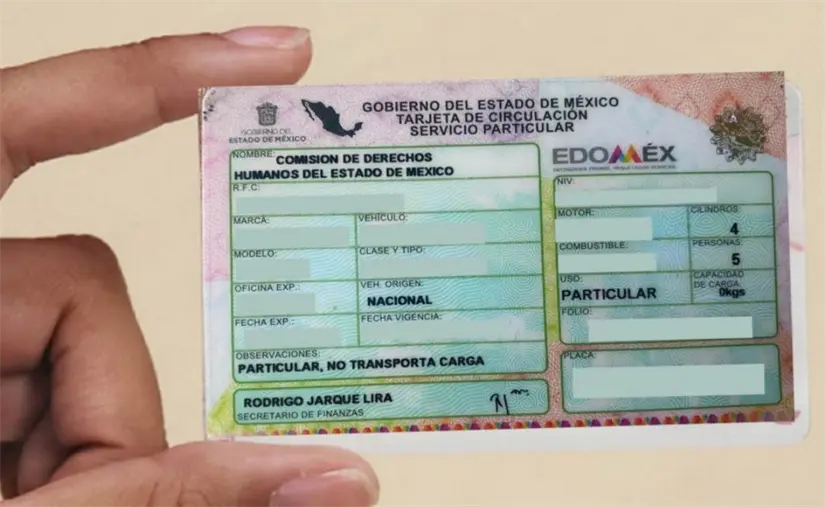 GOBIERNO DEL ESTADO DE MÉXICO
TARJETA DE CIRCULACIÓN
SERVICIO PARTICULAR
GOBIERNO DEL
ESTADO DE MÉXICO
EDOMÉX
NOMBRE: COMISION DE DERECHOS
HUMANOS DEL ESTADO DE MEXICO
R.F.C:
MARCA:
VEHÍCULO:
MODELO:
CLASE Y TIPO:
OFICINA EXP.:
VEH. ORIGEN:
NACIONAL
FECHA EXP.:
FECHA VIGENCIA:
OBSERVACIONES:
PARTICULAR, NO TRANSPORTA CARGA
RODRIGO JARQUE LIRA
SECRETARIO DE FINANZAS
NIV:
MOTOR:
CILINDROS:
4
COMBUSTIBLE:
PERSONAS:
5
USO:
PARTICULAR
CAPACIDAD
DE CARGA:
0kgs
FOLIO:
PLACA: